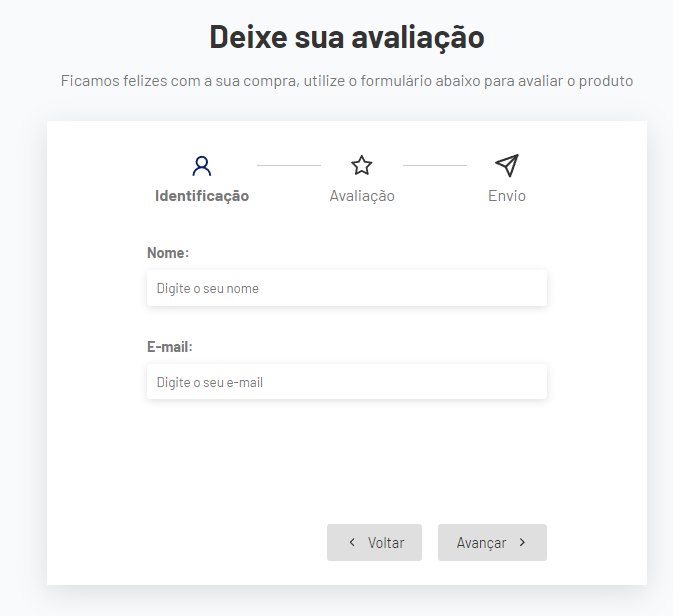 Deixe sua avaliação
Ficamos felizes com a sua compra, utilize o formulário abaixo para avaliar o produto
Identificação
Avaliação
Envio
Nome:
Digite o seu nome
E-mail:
Digite o seu e-mail
Voltar
Avançar